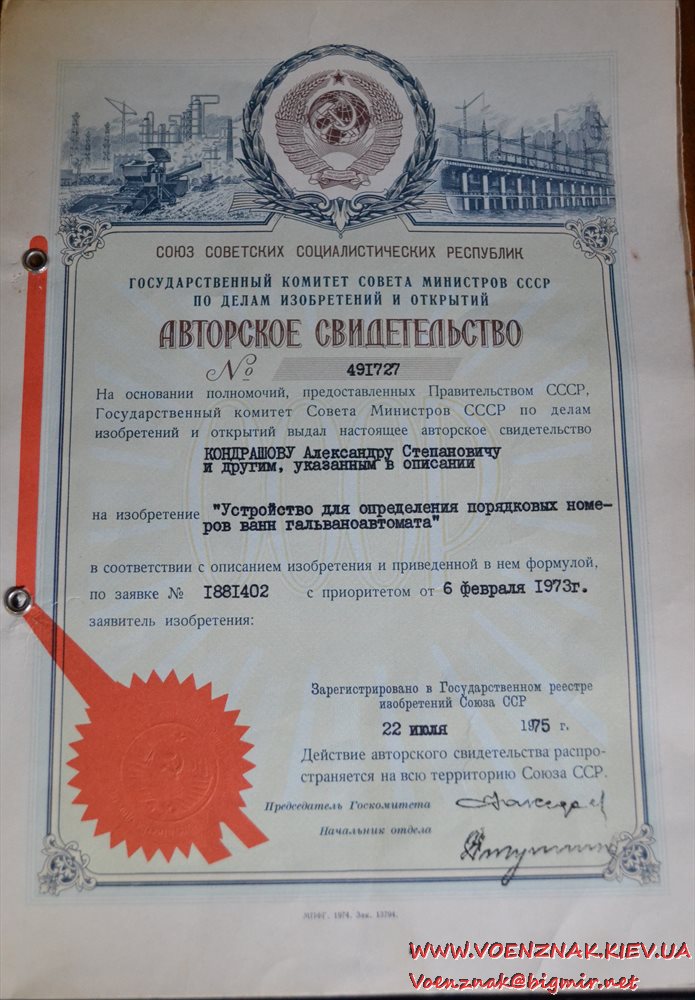 СОЮЗ СОВЕТСКИХ СОЦИАЛИСТИЧЕСКИХ РЕСПУБЛИК
ГОСУДАРСТВЕННЫЙ КОМИТЕТ СОВЕТА МИНИСТРОВ СССР
ПО ДЕЛАМ ИЗОБРЕТЕНИЙ И ОТКРЫТИЙ
АВТОРСКОЕ СВИДЕТЕЛЬСТВО
№ 491727
На основании полномочий, предоставленных Правительством СССР,
Государственный комитет Совета Министров СССР по делам
изобретений и открытий выдал настоящее авторское свидетельство
КОНДРАШОВУ Александру Степановичу
и другим, указанным в описании
на изобретение "Устройство для определения порядковых номе-
ров ванн гальваноавтомата"
в соответствии с описанием изобретения и приведенной в нем формулой,
по заявке № 1881402 с приоритетом от 6 февраля 1973г.
заявитель изобретения:
Зарегистрировано в Государственном реестре
изобретений Союза ССР
22 июля 1975 г.
Действие авторского свидетельства распро-
страняется на всю территорию Союза ССР.
Председатель Госкомитета
Начальник отдела
МПФГ. 1974. Зак. 13794.
WWW.VOENZNAK.KIEV.UA
Voenznak@bigmir.net